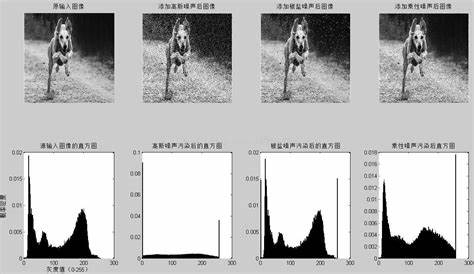 原输入图像
添加高斯噪声后图像
添加椒盐噪声后图像
添加乘性噪声后图像
源输入图像的直方图
高斯噪声污染后的直方图
椒盐噪声污染后的直方图
乘性噪声污染后的直方图
0.02
0.015
0.01
0.005
0
0 100 200 300
灰度值（0-255）
0.1
0.08
0.06
0.04
0.02
0
0 100 200 300
0.02
0.015
0.01
0.005
0
0 100 200 300
0.018
0.016
0.014
0.012
0.01
0.008
0.006
0.004
0.002
0
0 100 200 300